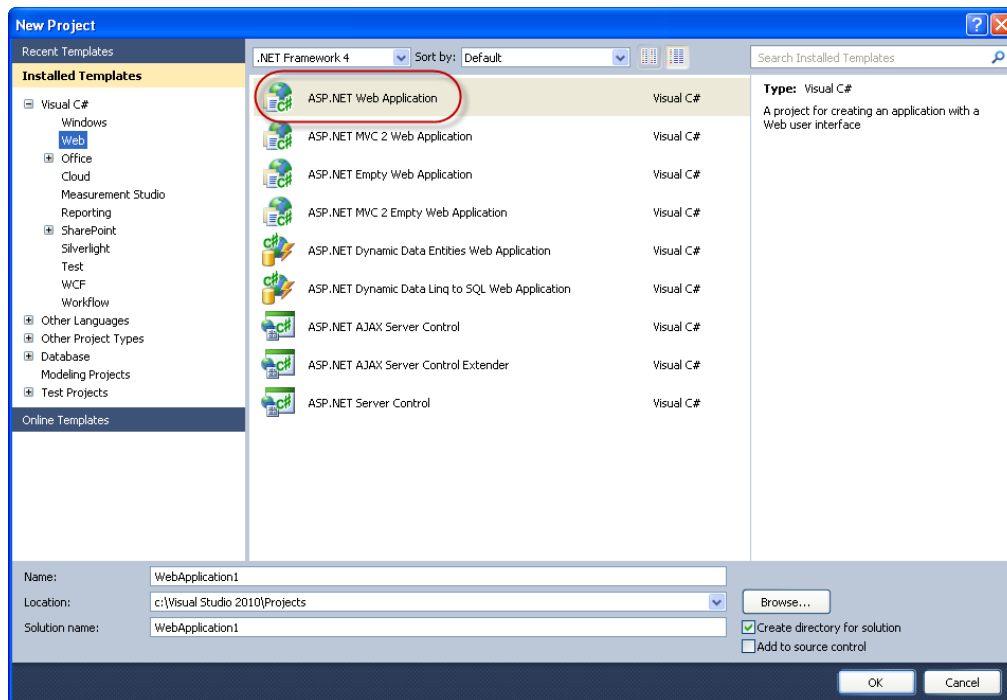 New Project
Recent Templates
Installed Templates
Visual C#
Windows
Web
Office
Cloud
Measurement Studio
Reporting
SharePoint
Silverlight
Test
WCF
Workflow
Other Languages
Other Project Types
Database
Modeling Projects
Test Projects
Online Templates
.NET Framework 4 Sort by: Default
ASP.NET Web Application Visual C#
ASP.NET MVC 2 Web Application Visual C#
ASP.NET Empty Web Application Visual C#
ASP.NET MVC 2 Empty Web Application Visual C#
ASP.NET Dynamic Data Entities Web Application Visual C#
ASP.NET Dynamic Data Linq to SQL Web Application Visual C#
ASP.NET AJAX Server Control Visual C#
ASP.NET AJAX Server Control Extender Visual C#
ASP.NET Server Control Visual C#
Search Installed Templates
Type: Visual C#
A project for creating an application with a
Web user interface
Name: WebApplication1
Location: c:\Visual Studio 2010\Projects Browse...
Solution name: WebApplication1 Create directory for solution
Add to source control
OK Cancel